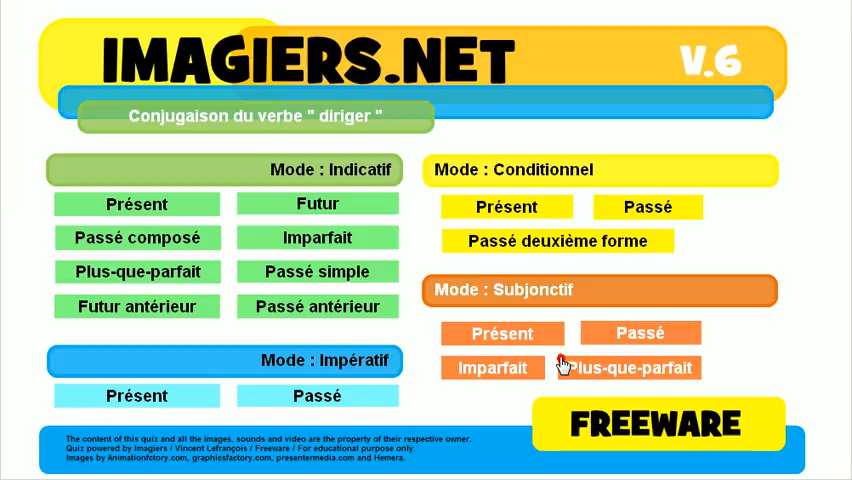 IMAGIERS.NET
V.6
Conjugaison du verbe " diriger "
Mode : Indicatif
Présent
Futur
Passé composé
Imparfait
Plus-que-parfait
Passé simple
Futur antérieur
Passé antérieur
Mode : Impératif
Présent
Passé
Mode : Conditionnel
Présent
Passé
Passé deuxième forme
Mode : Subjonctif
Présent
Passé
Imparfait
Plus-que-parfait
FREEWARE
The content of this quiz and all the images, sounds and video are the property of their respective owner.
Quiz powered by Imagiers / Vincent Lefrançois / Freeware / For educational purpose only.
Images by Animationfctory.com, graphicsfactory.com, presentermedia.com and Hemera.